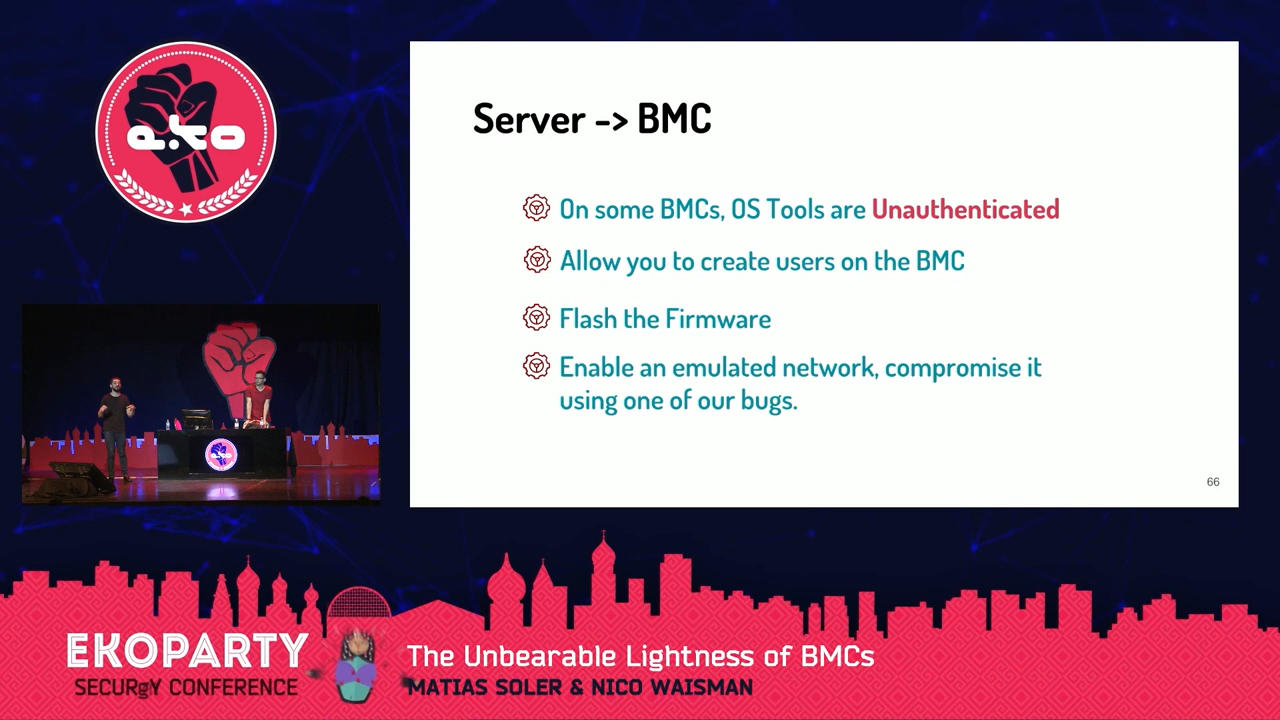 eko
Server -> BMC
On some BMCs, OS Tools are Unauthenticated
Allow you to create users on the BMC
Flash the Firmware
Enable an emulated network, compromise it
using one of our bugs.
66
EKOPARTY
SECURgY CONFERENCE
The Unbearable Lightness of BMCs
MATIAS SOLER & NICO WAISMAN